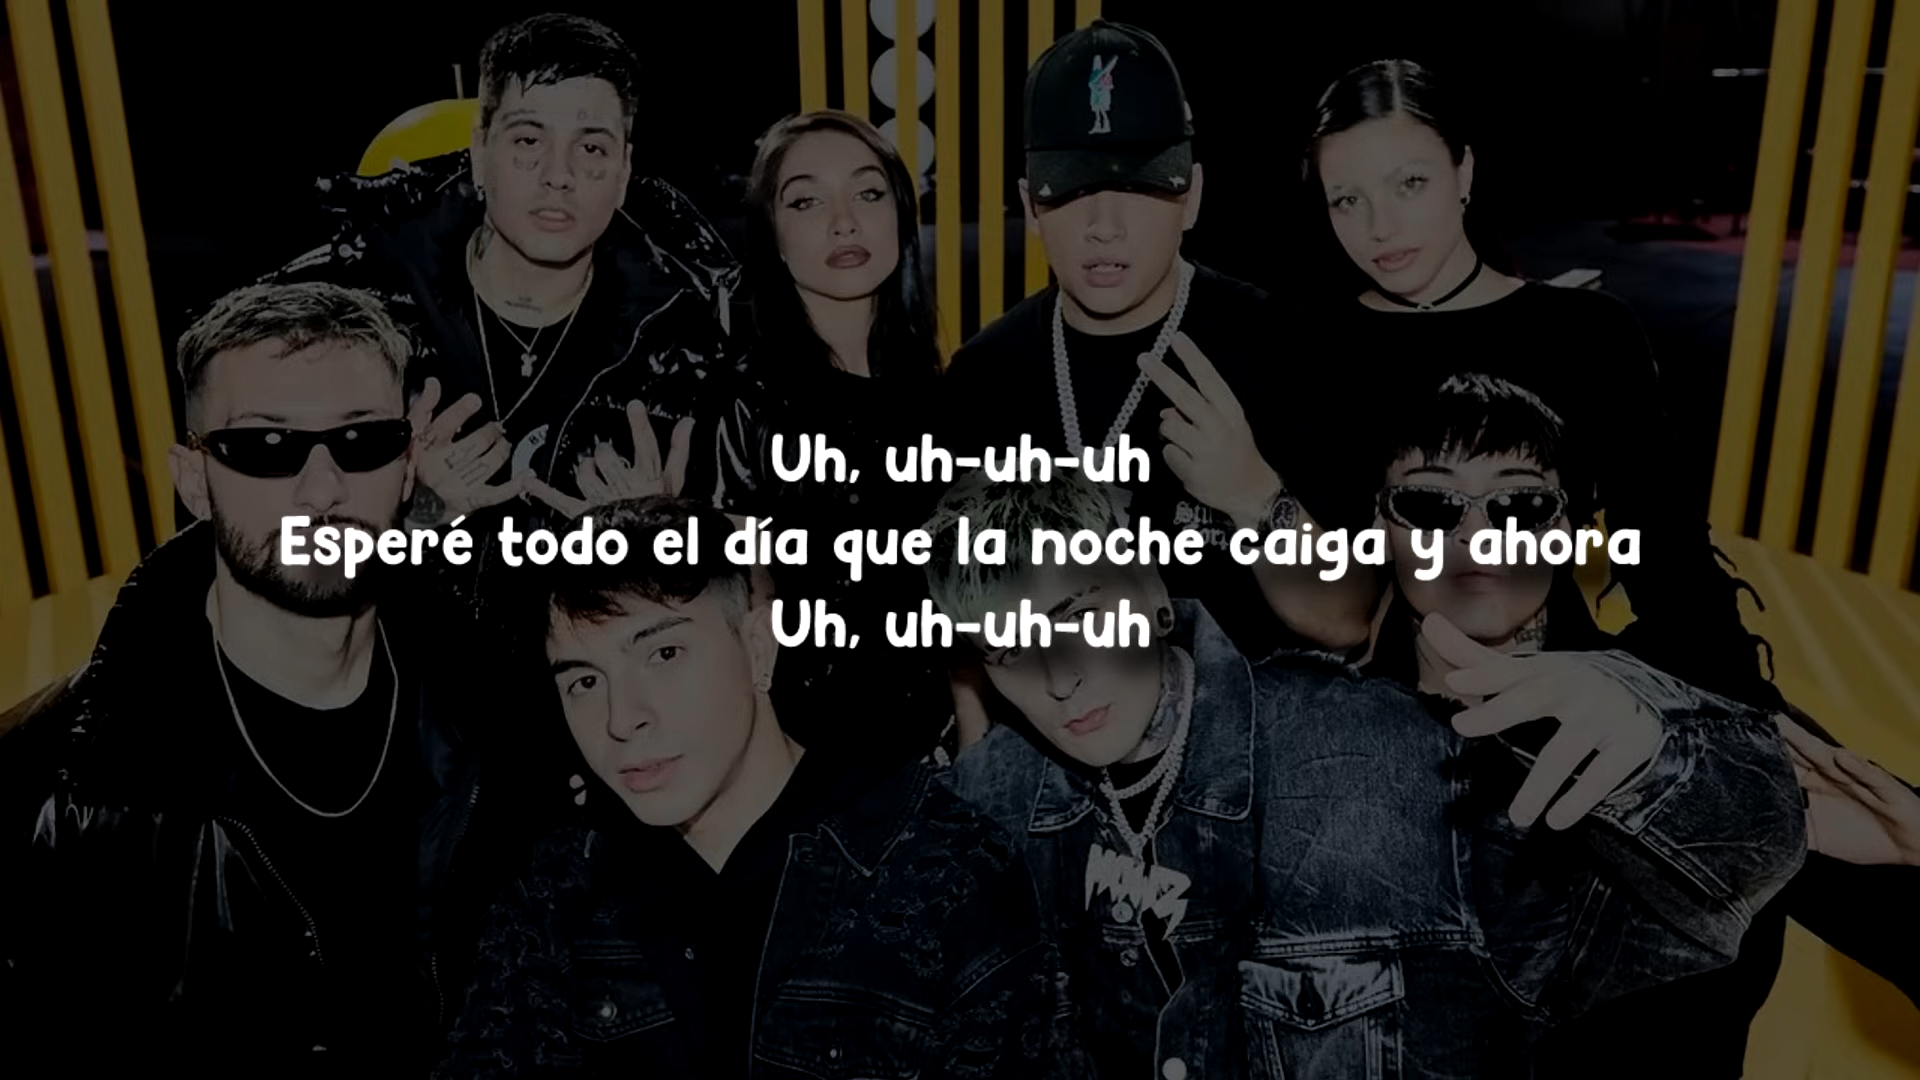 Uh, uh-uh-uh
Esperé todo el día que la noche caiga y ahora
Uh, uh-uh-uh